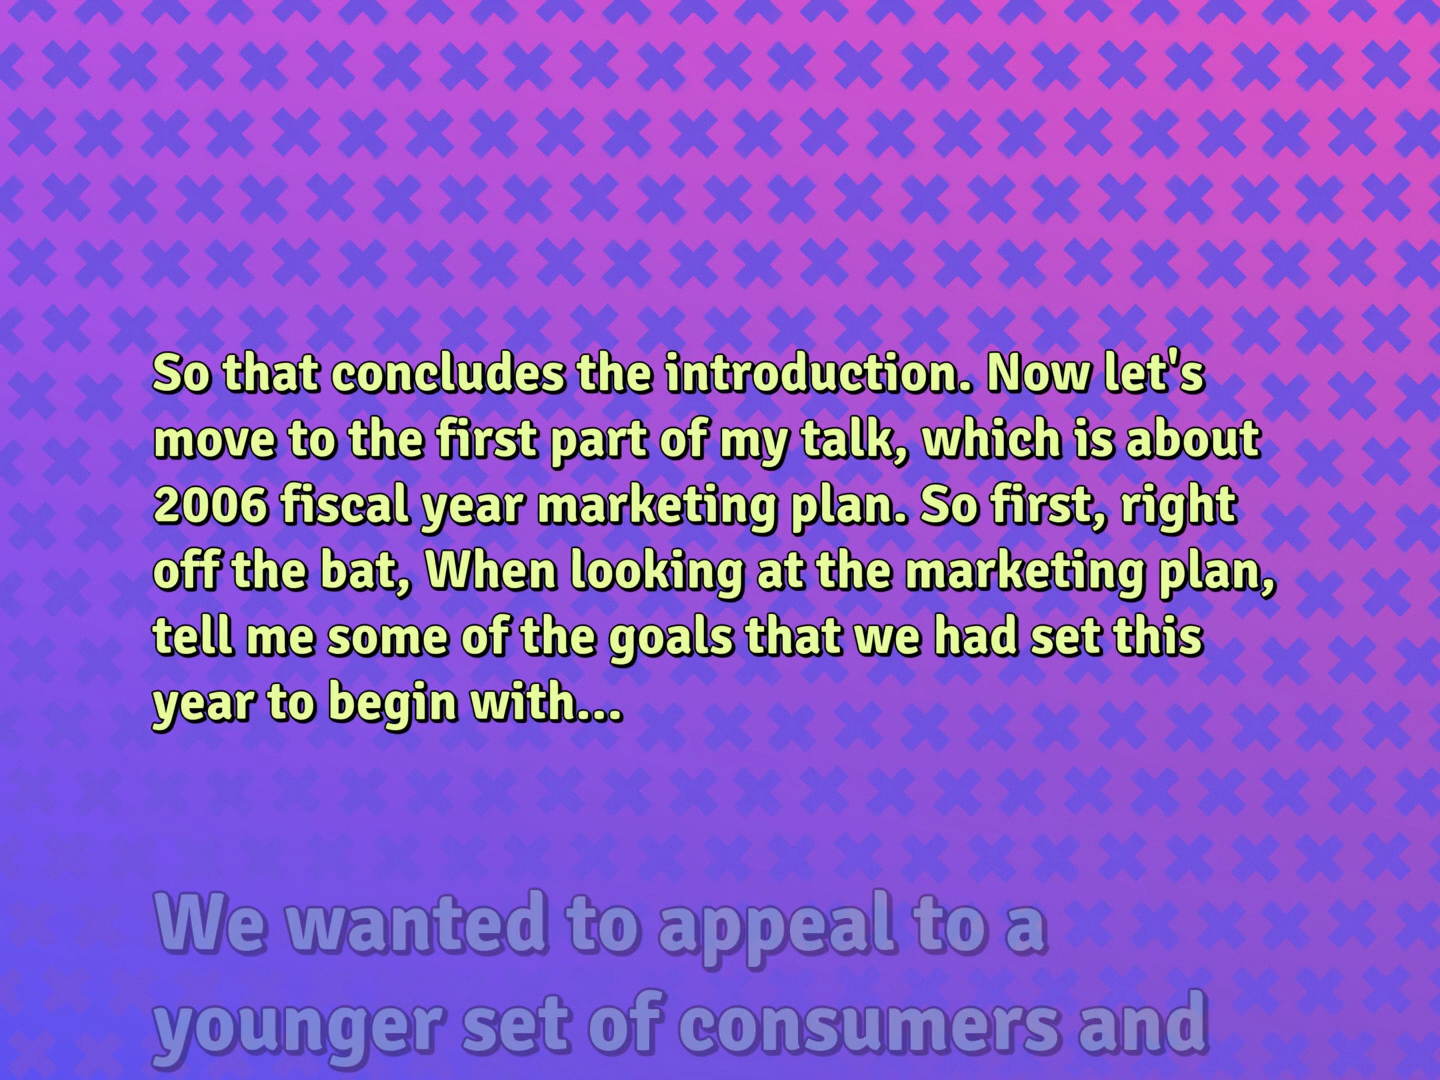 So that concludes the introduction. Now let's
move to the first part of my talk, which is about
2006 fiscal year marketing plan. So first, right
off the bat, When looking at the marketing plan,
tell me some of the goals that we had set this
year to begin with...
We wanted to appeal to a
younger set of consumers and